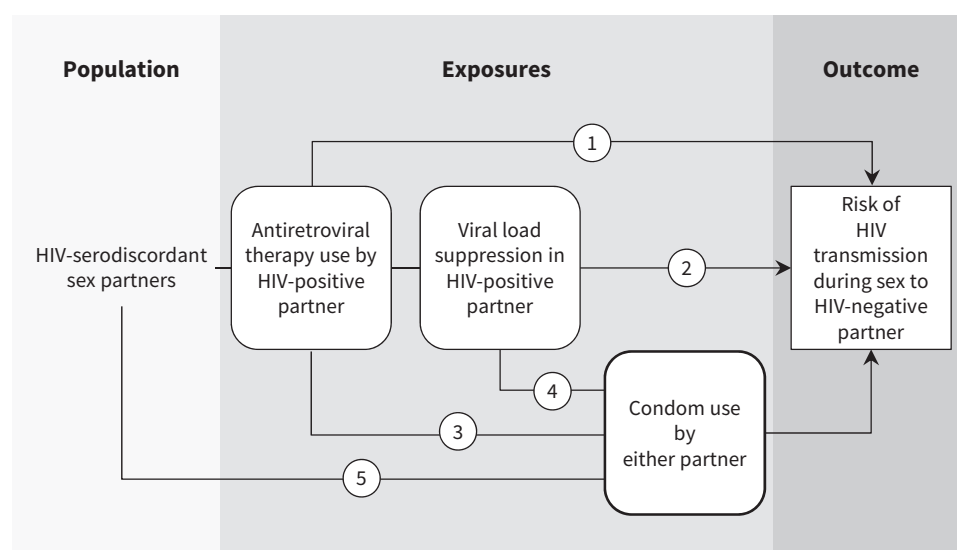 Population
Exposures
Outcome
1
HIV-serodiscordant
sex partners
Antiretroviral
therapy use by
HIV-positive
partner
Viral load
suppression in
HIV-positive
partner
2
Risk of
HIV
transmission
during sex to
HIV-negative
partner
4
3
Condom use
by
either partner
5